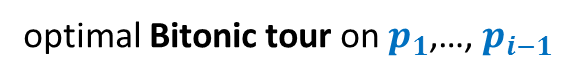 optimal Bitonic tour on p₁,..., pᵢ₋₁